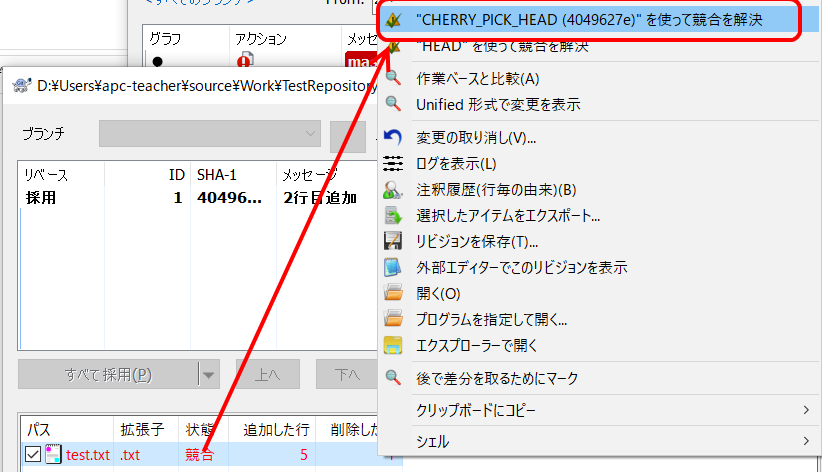 <すべてのブランチ>
From:
グラフ アクション メッセ
mas
D:¥Users¥apc-teacher¥source¥Work¥TestRepository
ブランチ
リベース ID SHA-1 メッセージ
採用 1 40496... 2行目追加
すべて採用(P) 上へ 下へ
パス 拡張子 状態 追加した行 削除した
test.txt .txt 競合 5
"CHERRY_PICK_HEAD (4049627e)" を使って競合を解決
"HEAD" を使って競合を解決
作業ベースと比較(A)
Unified 形式で変更を表示
変更の取り消し(V)...
ログを表示(L)
注釈履歴(行毎の由来)(B)
選択したアイテムをエクスポート...
リビジョンを保存(T)...
外部エディターでこのリビジョンを表示
開く(O)
プログラムを指定して開く...
エクスプローラーで開く
後で差分を取るためにマーク
クリップボードにコピー
シェル